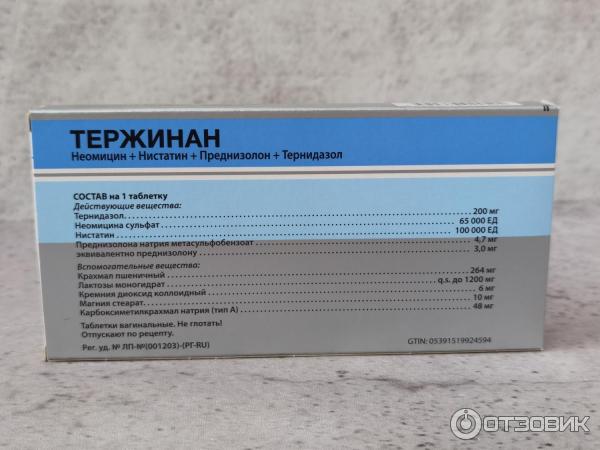 ТЕРЖИНАН
Неомицин + Нистатин + Преднизолон + Тернидазол
СОСТАВ на 1 таблетку
Действующие вещества:
Тернидазол 200 мг
Неомицина сульфат 65 000 ЕД
Нистатин 100 000 ЕД
Преднизолона натрия метасульфобензоат 4,7 мг
эквивалентно преднизолону 3,0 мг
Вспомогательные вещества:
Крахмал пшеничный 264 мг
Лактозы моногидрат q.s. до 1200 мг
Кремния диоксид коллоидный 6 мг
Магния стеарат 10 мг
Карбоксиметилкрахмал натрия (тип А) 48 мг
Таблетки вагинальные. Не глотать!
Отпускают по рецепту.
Рег. уд. № ЛП-№(001203)-(РГ-RU)
GTIN: 05391519924594
ОТЗОВИК